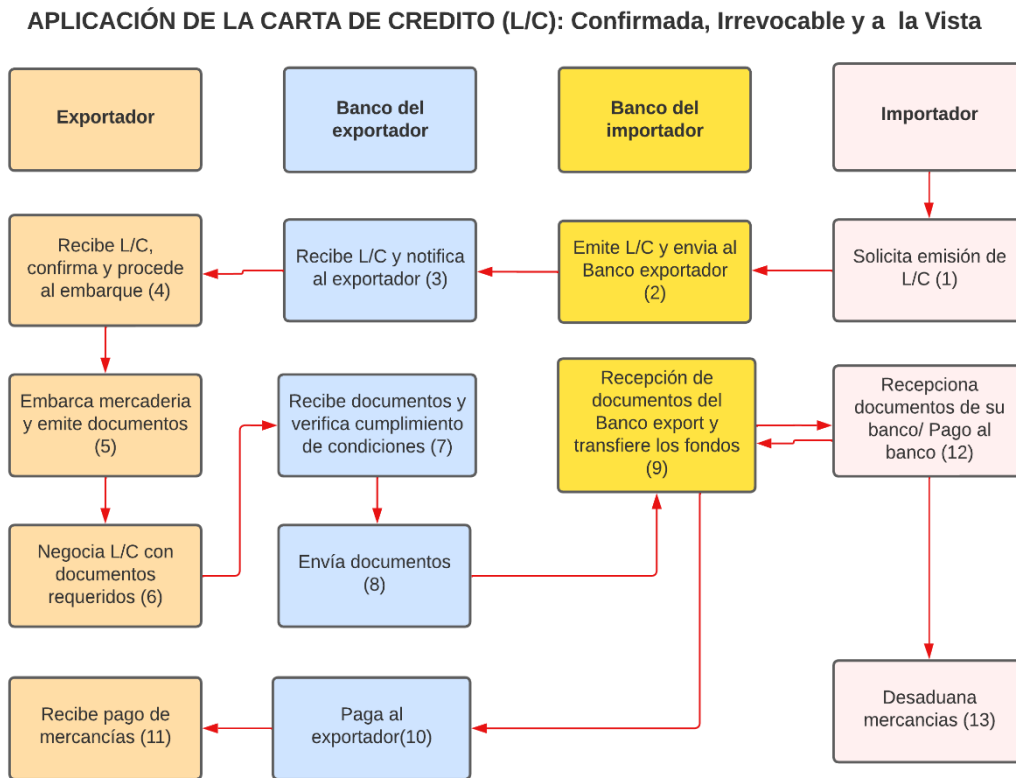 APLICACIÓN DE LA CARTA DE CREDITO (L/C): Confirmada, Irrevocable y a la Vista
Exportador
Banco del
exportador
Banco del
importador
Importador
Recibe L/C,
confirma y procede
al embarque (4)
Recibe L/C y notifica
al exportador (3)
Emite L/C y envia al
Banco exportador
(2)
Solicita emisión de
L/C (1)
Embarca mercaderia
y emite documentos
(5)
Recibe documentos y
verifica cumplimiento
de condiciones (7)
Recepción de
documentos del
Banco export y
transfiere los fondos
(9)
Recepciona
documentos de su
banco/ Pago al
banco (12)
Negocia L/C con
documentos
requeridos (6)
Envía documentos
(8)
Recibe pago de
mercancías (11)
Paga al
exportador(10)
Desaduana
mercancias (13)